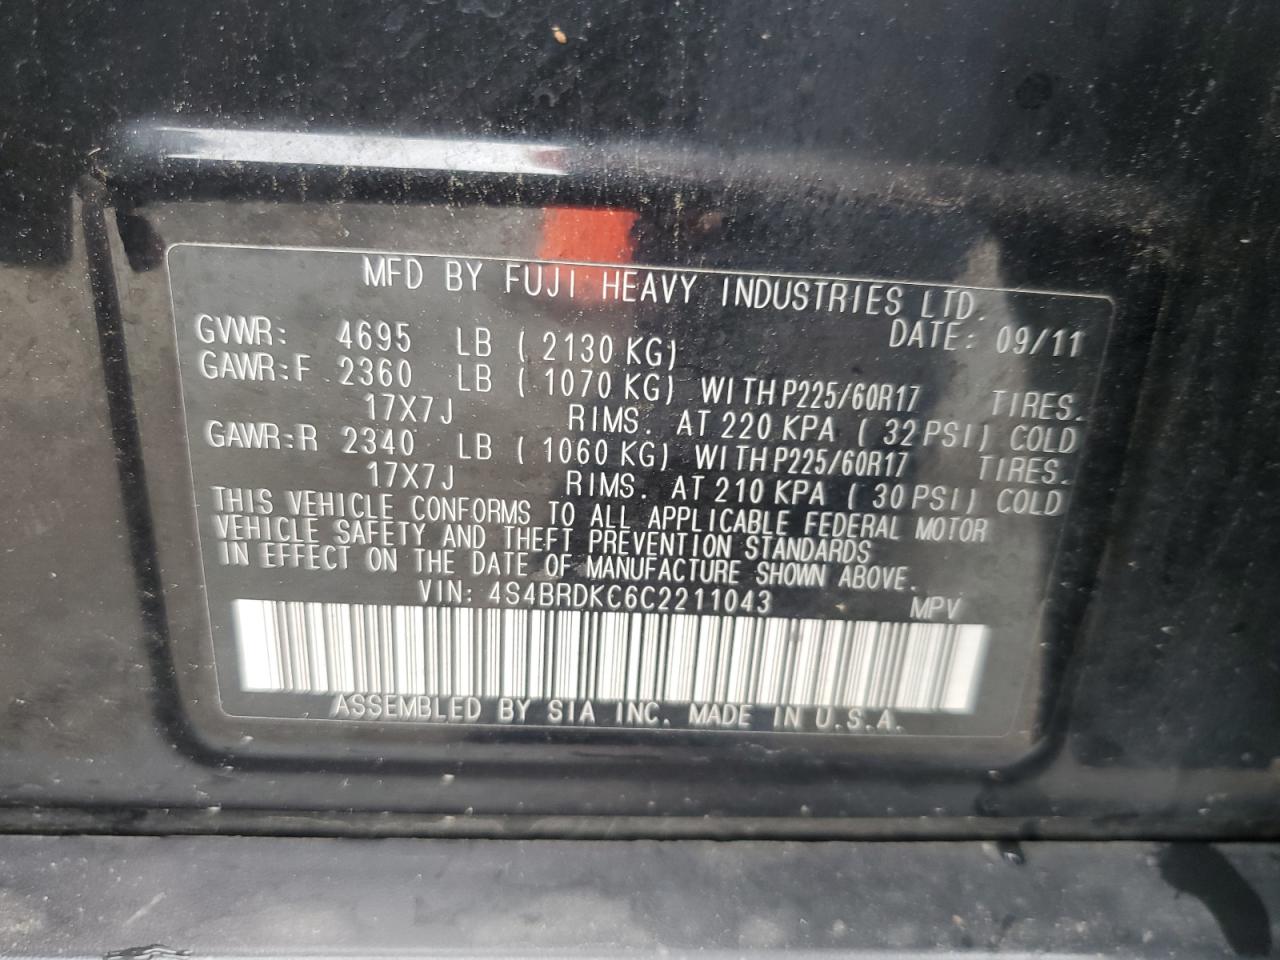 MFD BY FUJI HEAVY INDUSTRIES LTD.
DATE: 09/11
GVWR: 4695 LB (2130 KG)
GAWR:F 2360 LB (1070 KG) WITH P225/60R17 TIRES.
17X7J RIMS. AT 220 KPA (32 PSI) COLD
GAWR:R 2340 LB (1060 KG) WITH P225/60R17 TIRES.
17X7J RIMS. AT 210 KPA (30 PSI) COLD
THIS VEHICLE CONFORMS TO ALL APPLICABLE FEDERAL MOTOR
VEHICLE SAFETY AND THEFT PREVENTION STANDARDS
IN EFFECT ON THE DATE OF MANUFACTURE SHOWN ABOVE.
VIN: 4S4BRDKC6C2211043 MPV
ASSEMBLED BY SIA INC. MADE IN U.S.A.